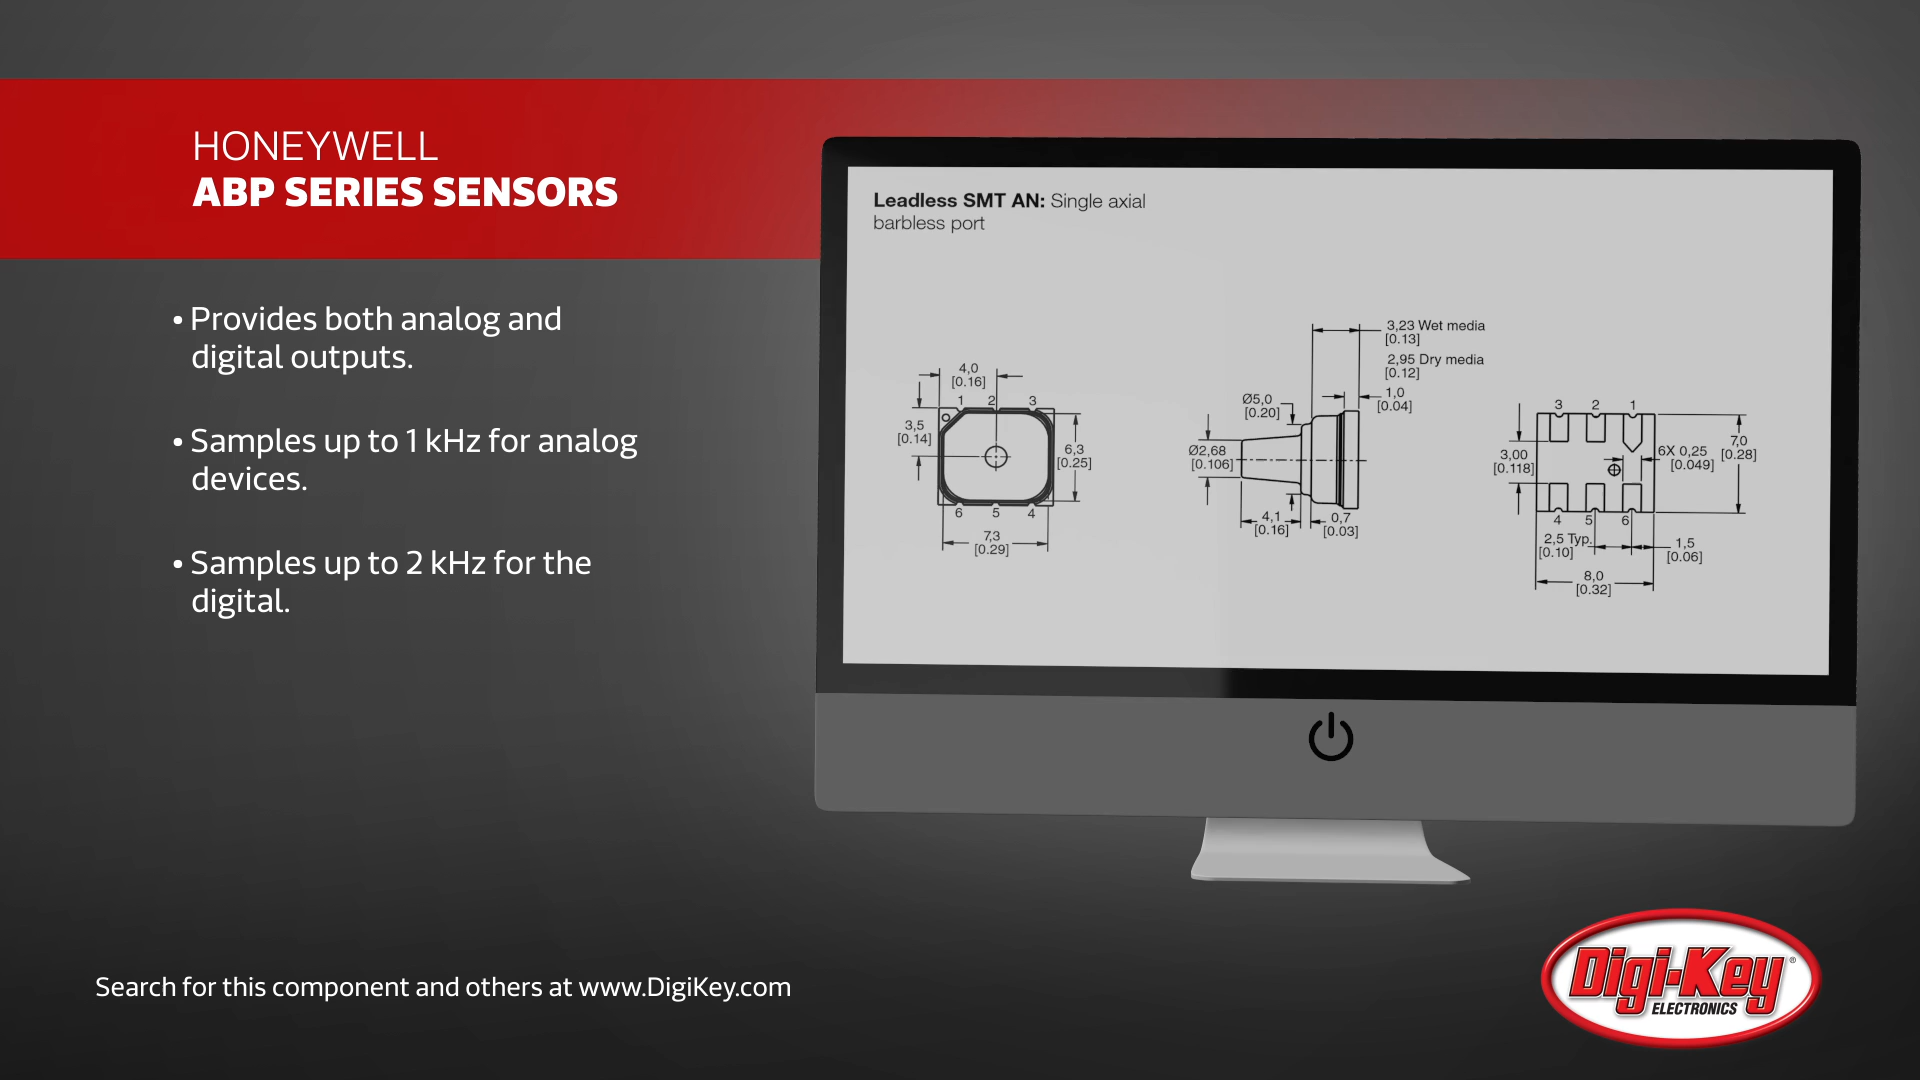 HONEYWELL
ABP SERIES SENSORS
• Provides both analog and
digital outputs.
• Samples up to 1 kHz for analog
devices.
• Samples up to 2 kHz for the
digital.
Leadless SMT AN: Single axial
barbless port
4,0
[0.16]
1 2 3
3,5
[0.14]
6,3
[0.25]
6 5 4
7,3
[0.29]
3,23 Wet media
[0.13]
2,95 Dry media
[0.12]
1,0
[0.04]
Ø5,0
[0.20]
Ø2,68
[0.106]
4,1
[0.16]
0,7
[0.03]
3 2 1
3,00
[0.118]
6X 0,25
[0.049]
7,0
[0.28]
4 5 6
2,5 Typ.
[0.10]
1,5
[0.06]
8,0
[0.32]
Search for this component and others at www.DigiKey.com
Digi-Key®
ELECTRONICS